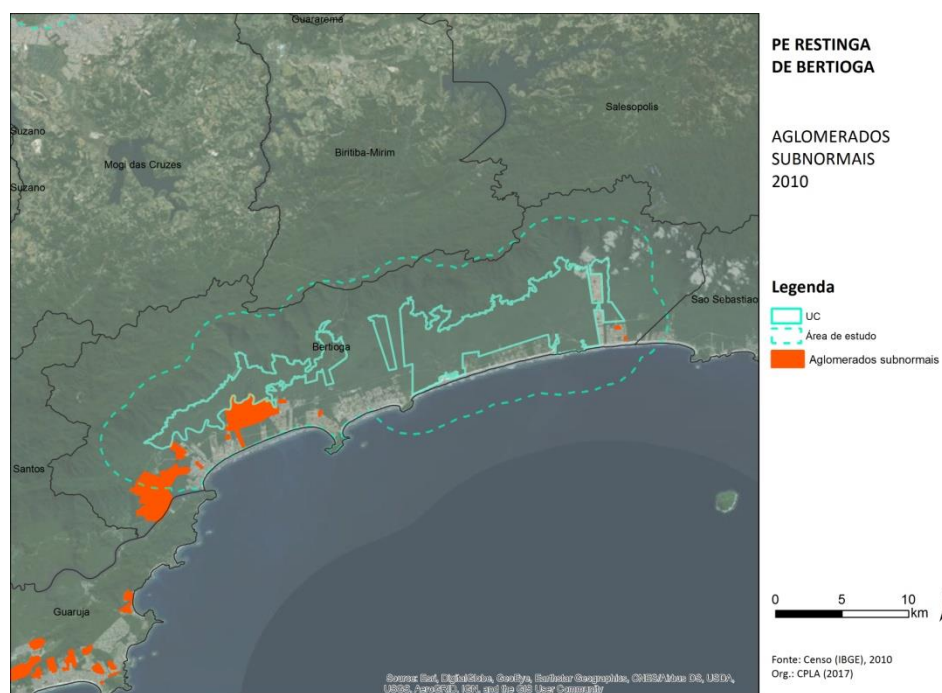 Guararema
Salesopolis
Suzano
Biritiba-Mirim
Mogi das Cruzes
Suzano
Sao Sebastiao
Bertioga
Santos
Guaruja
Source: Esri, DigitalGlobe, GeoEye, Earthstar Geographics, CNES/Airbus DS, USDA,
USGS, AeroGRID, IGN, and the GIS User Community
PE RESTINGA
DE BERTIOGA
AGLOMERADOS
SUBNORMAIS
2010
Legenda
UC
Área de estudo
Aglomerados subnormais
0 5 10
km
Fonte: Censo (IBGE), 2010
Org.: CPLA (2017)